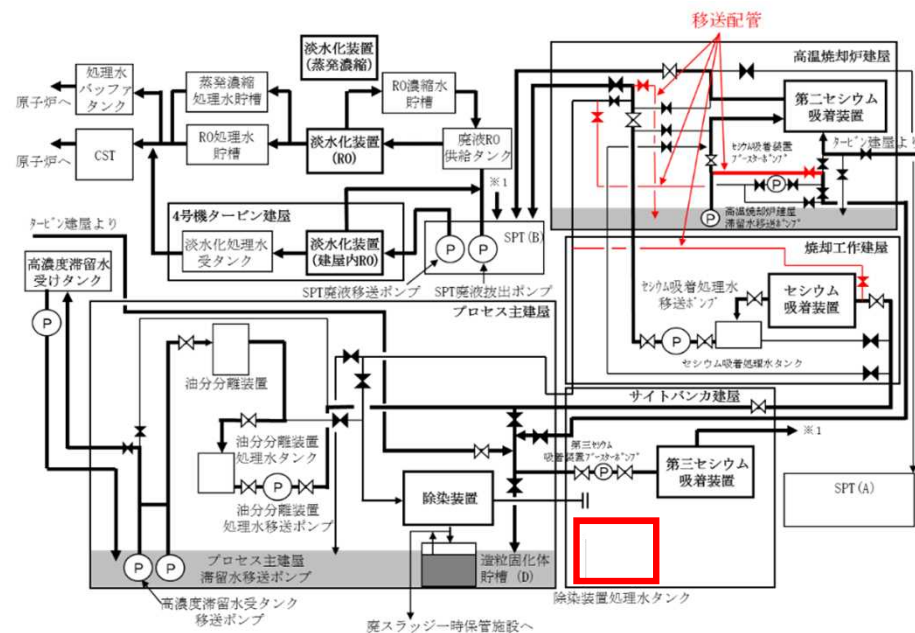 移送配管
淡水化装置
(蒸発濃縮)
高温焼却炉建屋
処理水
バッファ
タンク
原子炉へ
蒸発濃縮
処理水貯槽
RO濃縮水
貯槽
第二セシウム
吸着装置
CST
原子炉へ
RO処理水
貯槽
淡水化装置
(RO)
廃液RO
供給タンク
セシウム吸着装置
ブースターポンプ
タービン建屋より
※1
P
タービン建屋より
4号機タービン建屋
淡水化処理水
受タンク
淡水化装置
(建屋内RO)
P
P
SPT(B)
P
高温焼却炉建屋
滞留水移送ポンプ
焼却工作建屋
高濃度滞留水
受けタンク
SPT廃液移送ポンプ
SPT廃液抜出ポンプ
セシウム吸着処理水
移送ポンプ
セシウム
吸着装置
プロセス主建屋
P
P
油分分離装置
セシウム吸着処理水タンク
サイトバンカ建屋
油分分離装置
処理水タンク
※1
第三セシウム
吸着装置ブースターポンプ
P
第三セシウム
吸着装置
P
油分分離装置
処理水移送ポンプ
除染装置
SPT(A)
プロセス主建屋
滞留水移送ポンプ
P
P
造粒固化体
貯槽(D)
除染装置処理水タンク
高濃度滞留水受タンク
移送ポンプ
廃スラッジ一時保管施設へ